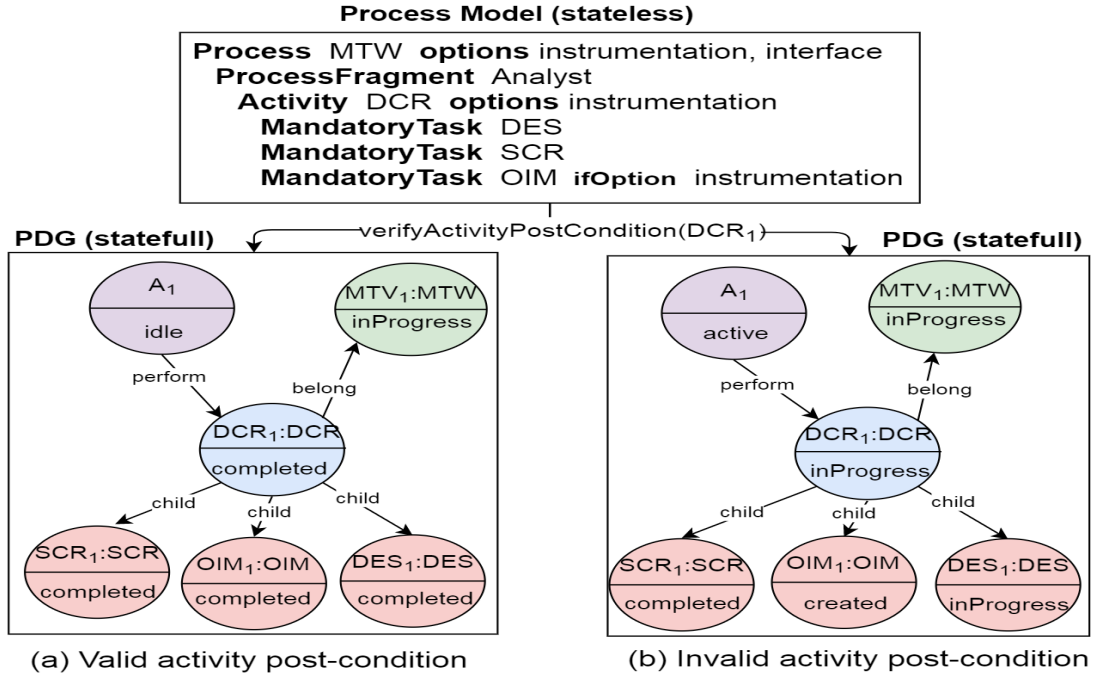 Process Model (stateless)
Process MTW options instrumentation, interface
ProcessFragment Analyst
Activity DCR options instrumentation
MandatoryTask DES
MandatoryTask SCR
MandatoryTask OIM ifOption instrumentation
verifyActivityPostCondition(DCR₁)
PDG (statefull)
A₁
idle
MTV₁:MTW
inProgress
perform
belong
DCR₁:DCR
completed
child
child
child
SCR₁:SCR
completed
OIM₁:OIM
completed
DES₁:DES
completed
(a) Valid activity post-condition
PDG (statefull)
A₁
active
MTV₁:MTW
inProgress
perform
belong
DCR₁:DCR
inProgress
child
child
child
SCR₁:SCR
completed
OIM₁:OIM
created
DES₁:DES
inProgress
(b) Invalid activity post-condition